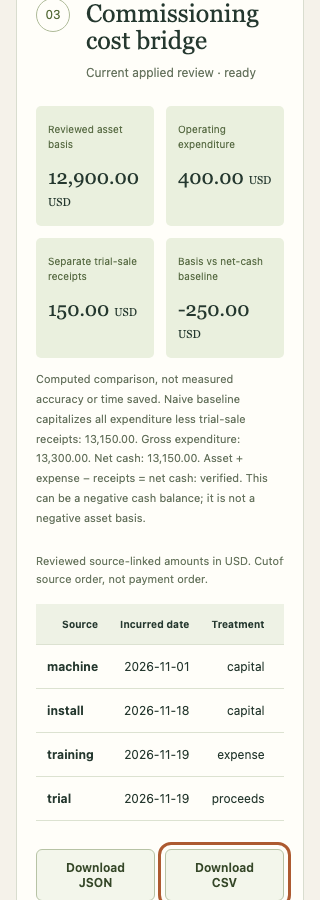 03
Commissioning
cost bridge
Current applied review · ready
Reviewed asset
basis
12,900.00
USD
Operating
expenditure
400.00 USD
Separate trial-sale
receipts
150.00 USD
Basis vs net-cash
baseline
-250.00
USD
Computed comparison, not measured
accuracy or time saved. Naive baseline
capitalizes all expenditure less trial-sale
receipts: 13,150.00. Gross expenditure:
13,300.00. Net cash: 13,150.00. Asset +
expense − receipts = net cash: verified. This
can be a negative cash balance; it is not a
negative asset basis.
Reviewed source-linked amounts in USD. Cutof
source order, not payment order.
Source Incurred date Treatment
machine 2026-11-01 capital
install 2026-11-18 capital
training 2026-11-19 expense
trial 2026-11-19 proceeds
Download
JSON
Download
CSV